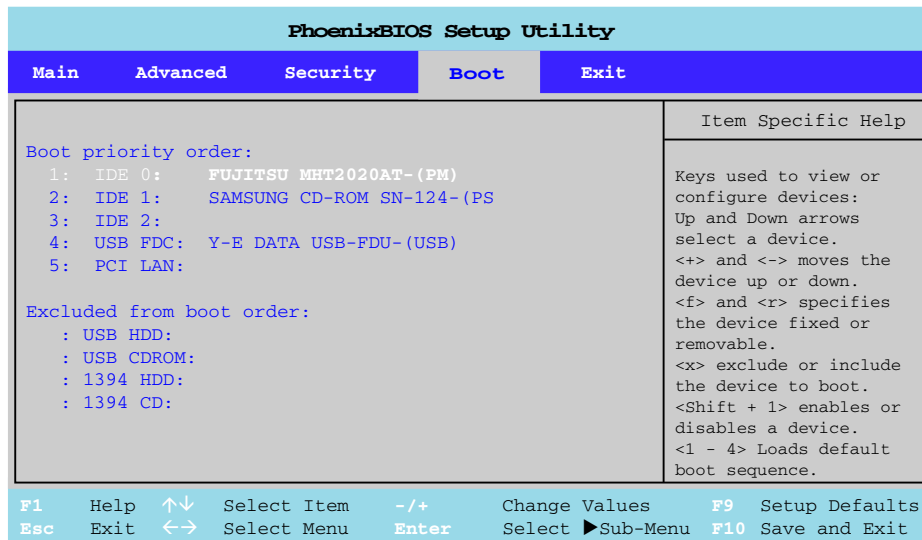 PhoenixBIOS Setup Utility
Main Advanced Security Boot Exit
Boot priority order:
1: IDE 0: FUJITSU MHT2020AT-(PM)
2: IDE 1: SAMSUNG CD-ROM SN-124-(PS
3: IDE 2:
4: USB FDC: Y-E DATA USB-FDU-(USB)
5: PCI LAN:
Excluded from boot order:
: USB HDD:
: USB CDROM:
: 1394 HDD:
: 1394 CD:
Item Specific Help
Keys used to view or
configure devices:
Up and Down arrows
select a device.
<+> and <-> moves the
device up or down.
<f> and <r> specifies
the device fixed or
removable.
<x> exclude or include
the device to boot.
<Shift + 1> enables or
disables a device.
<1 - 4> Loads default
boot sequence.
F1 Help ↑↓ Select Item -/+ Change Values F9 Setup Defaults
Esc Exit ←→ Select Menu Enter Select ▶Sub-Menu F10 Save and Exit